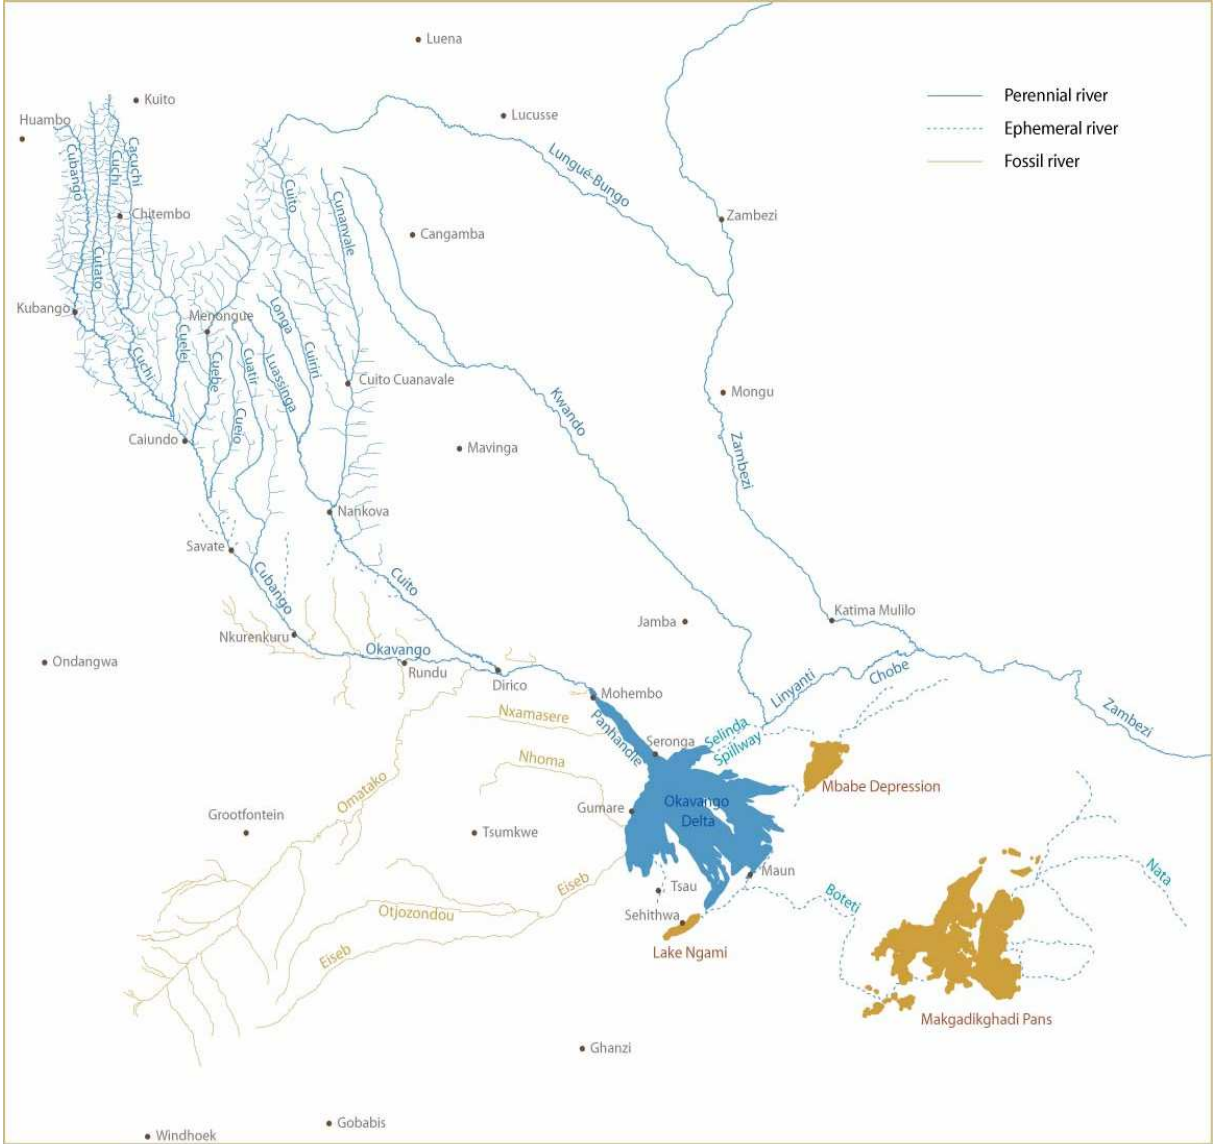 Luena
Perennial river
Ephemeral river
Fossil river
Kuito
Huambo
Lucusse
Cubango
Cuchi
Cacuchi
Lungué-Bungo
Chitembo
Cuito
Cunanvale
Zambezi
Cangamba
Cutato
Kubango
Menongue
Longa
Cuchi
Cuelei
Cuebe
Cuatir
Luassinga
Cuiriri
Cuito Cuanavale
Kwando
Mongu
Cueio
Caiundo
Mavinga
Zambezi
Nankova
Savate
Cubango
Cuito
Katima Mulilo
Jamba
Nkurenkuru
Okavango
Ondangwa
Rundu
Dirico
Mohembo
Linyanti
Chobe
Zambezi
Nxamasere
Panhandle
Seronga
Selinda
Spillway
Nhoma
Mbabe Depression
Omatako
Okavango
Delta
Gumare
Grootfontein
Tsumkwe
Maun
Nata
Tsau
Eiseb
Boteti
Otjozondou
Sehithwa
Lake Ngami
Eiseb
Makgadikghadi Pans
Ghanzi
Gobabis
Windhoek